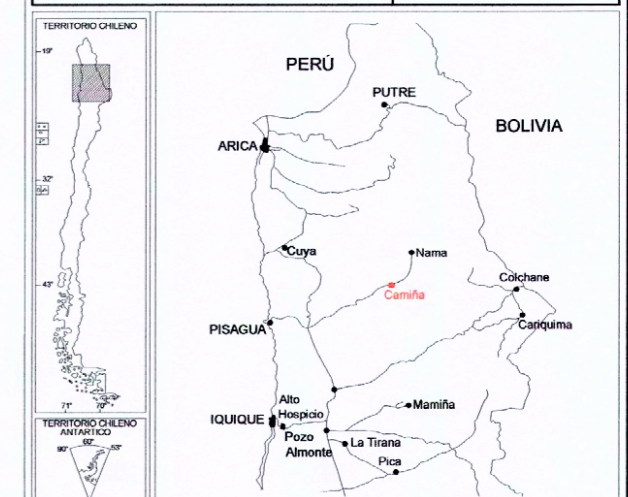 TERRITORIO CHILENO
19°
32°
43°
71° 70°
TERRITORIO CHILENO
ANTARTICO
90° 60° 53°
PERÚ
PUTRE
BOLIVIA
ARICA
Cuya
Nama
Camiña
Colchane
Cariquima
PISAGUA
Alto
Hospicio
IQUIQUE
Mamiña
Pozo
Almonte
La Tirana
Pica